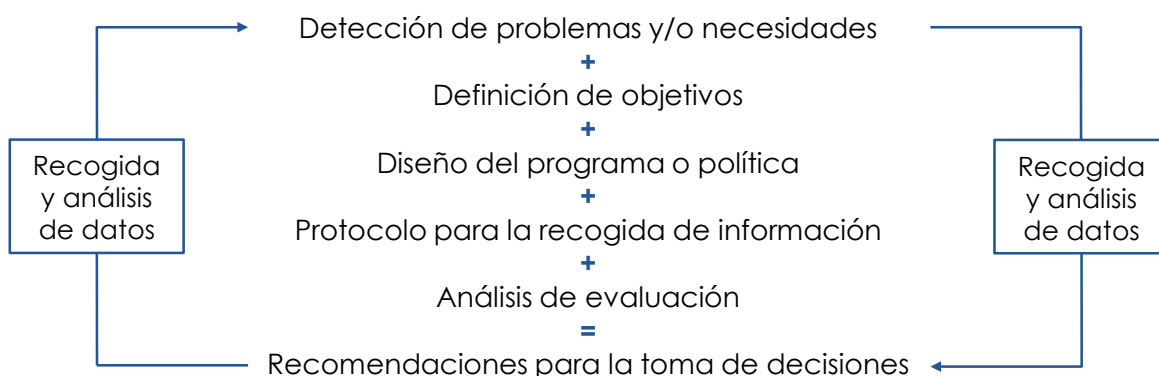 Detección de problemas y/o necesidades
+
Definición de objetivos
+
Diseño del programa o política
+
Protocolo para la recogida de información
+
Análisis de evaluación
=
Recomendaciones para la toma de decisiones
Recogida
y análisis
de datos
Recogida
y análisis
de datos